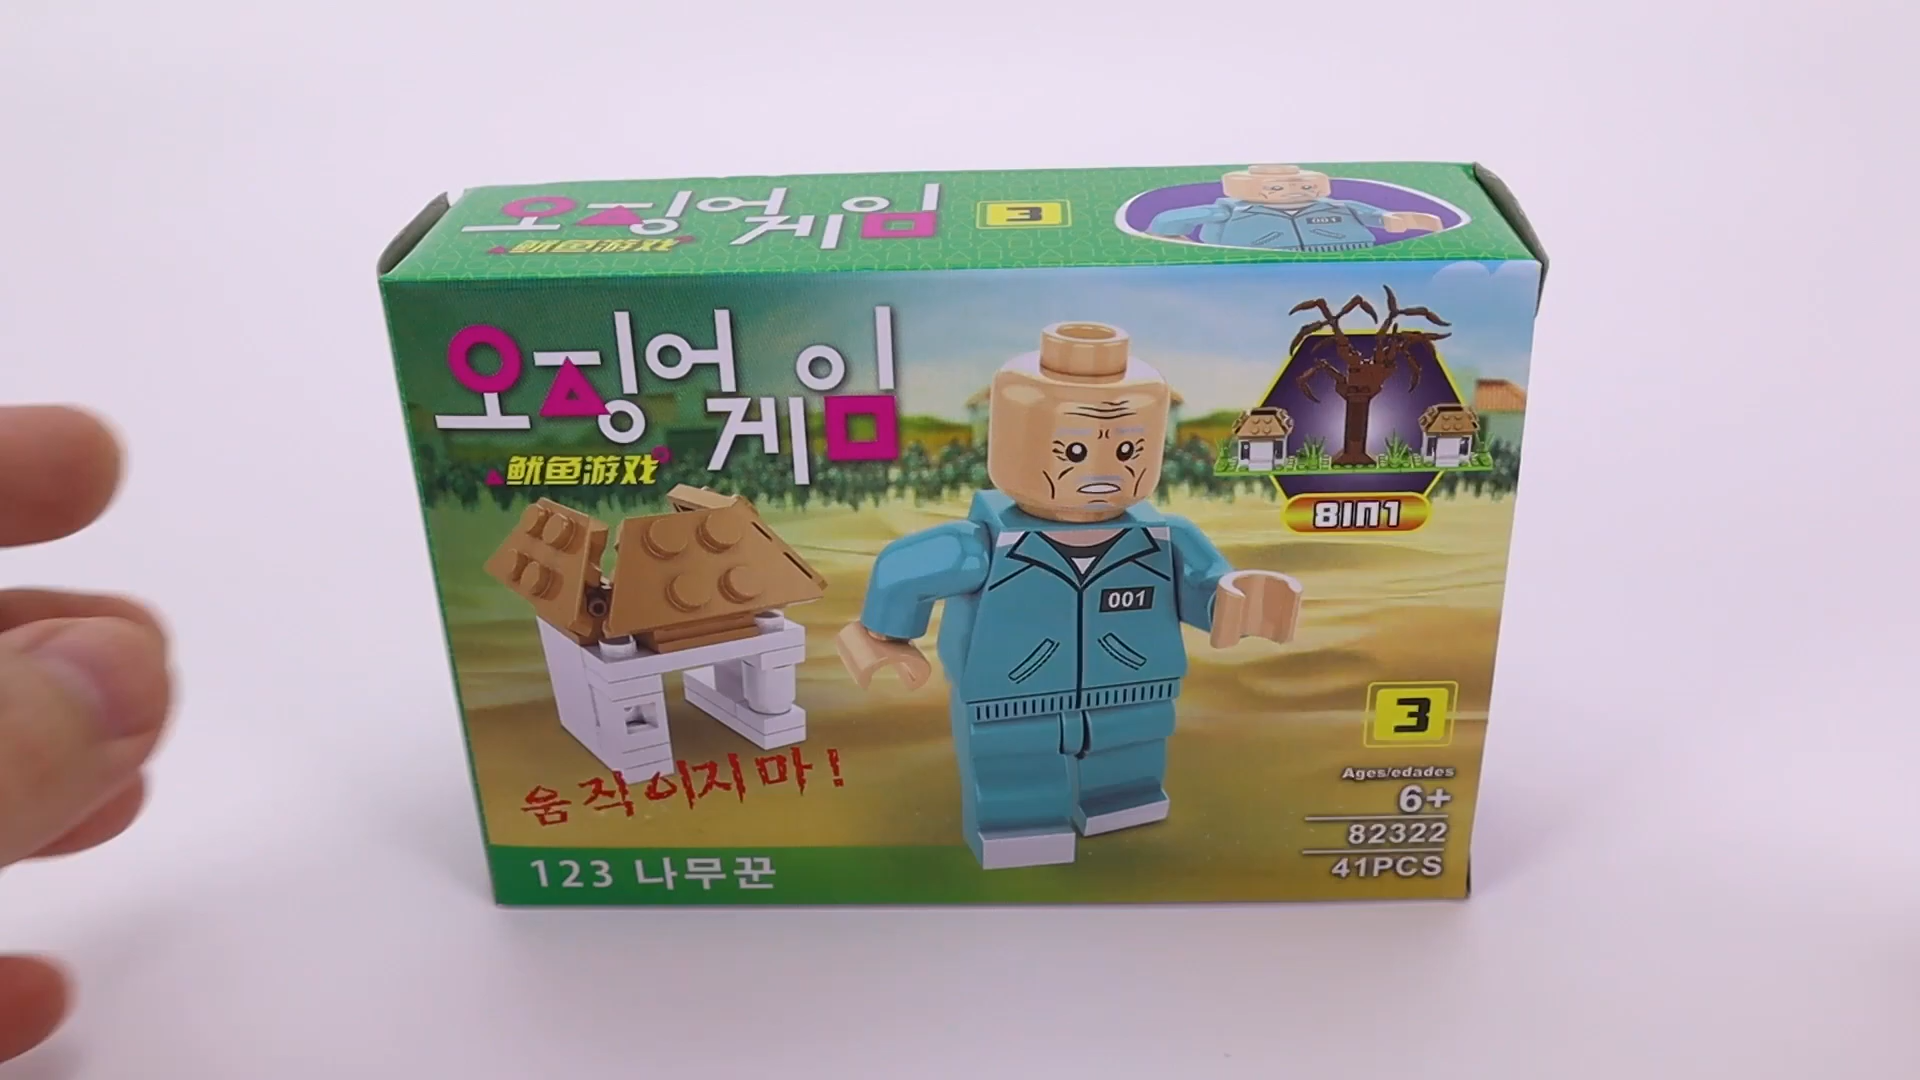 오징어게임
鱿鱼游戏
3
001
오징어
게임
鱿鱼游戏
8IN1
001
3
움직이지마!
Ages/edades
6+
82322
41PCS
123 나무꾼